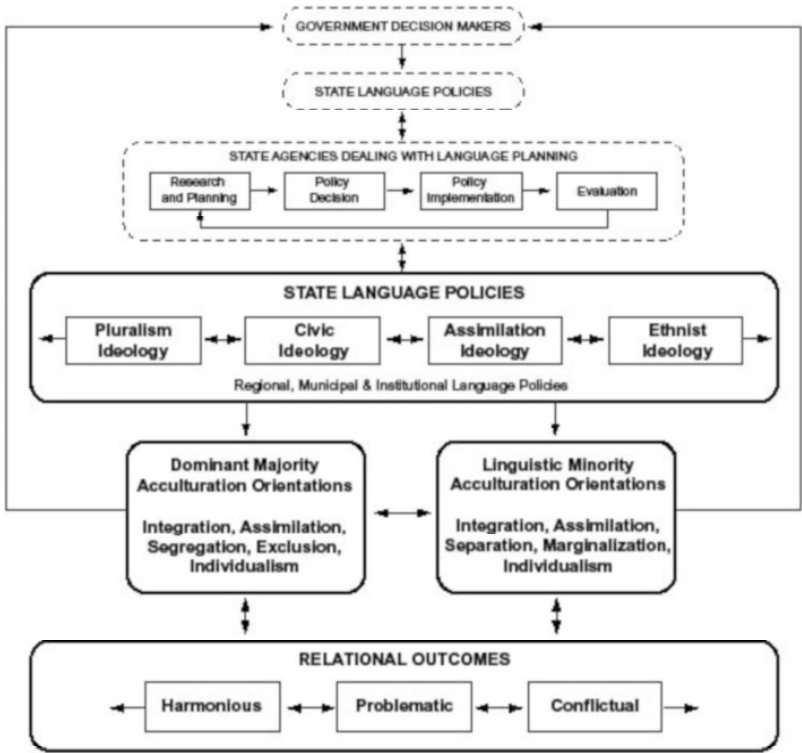 GOVERNMENT DECISION MAKERS
STATE LANGUAGE POLICIES
STATE AGENCIES DEALING WITH LANGUAGE PLANNING
Research
and Planning
Policy
Decision
Policy
Implementation
Evaluation
STATE LANGUAGE POLICIES
Pluralism
Ideology
Civic
Ideology
Assimilation
Ideology
Ethnist
Ideology
Regional, Municipal & Institutional Language Policies
Dominant Majority
Acculturation Orientations
Integration, Assimilation,
Segregation, Exclusion,
Individualism
Linguistic Minority
Acculturation Orientations
Integration, Assimilation,
Separation, Marginalization,
Individualism
RELATIONAL OUTCOMES
Harmonious
Problematic
Conflictual